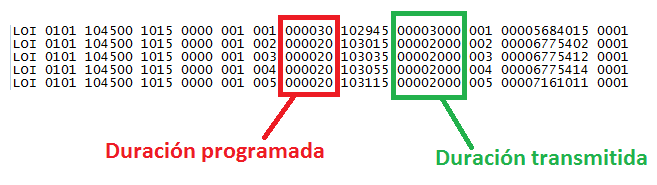 LOI 0101 104500 1015 0000 001 001 000030 102945 00003000 001 00005684015 0001
LOI 0101 104500 1015 0000 001 002 000020 103015 00002000 002 00006775402 0001
LOI 0101 104500 1015 0000 001 003 000020 103035 00002000 003 00006775412 0001
LOI 0101 104500 1015 0000 001 004 000020 103055 00002000 004 00006775414 0001
LOI 0101 104500 1015 0000 001 005 000020 103115 00002000 005 00007161011 0001
Duración programada
Duración transmitida